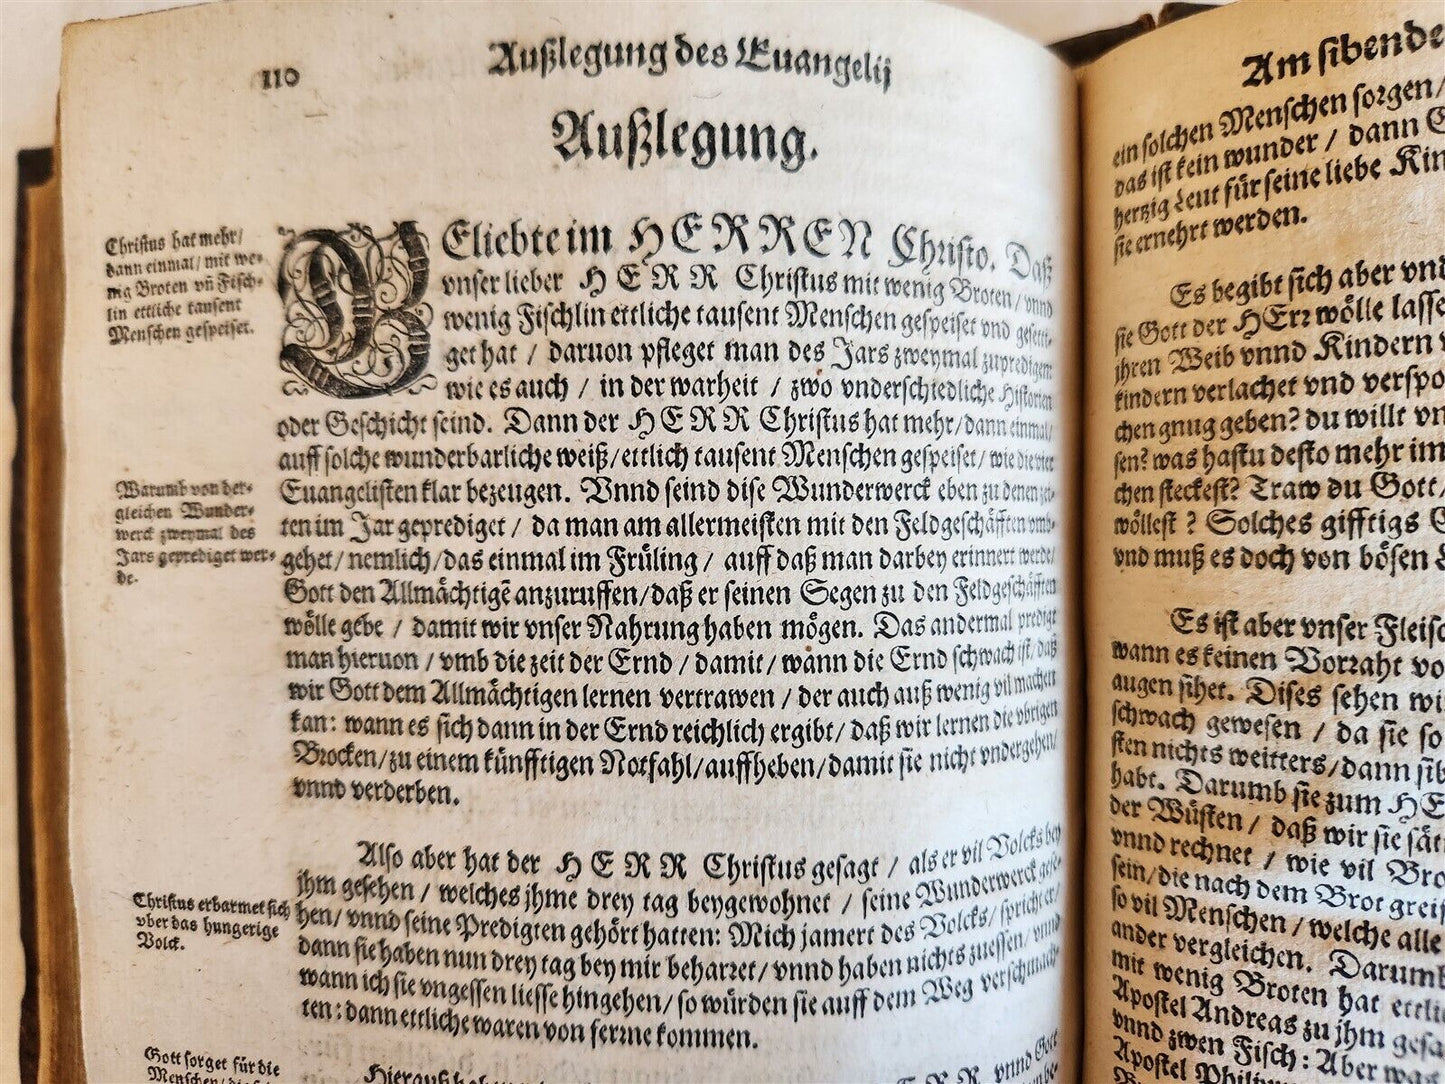 110
Außlegung des Euangelij
Außlegung.
Christus hat mehr/
dann einmal/ mit we-
nig Broten vñ Fisch-
lin ettliche tausent
Menschen gespeiset.
BEliebte im HERREN Christo. Daß
vnser lieber HERR Christus mit wenig Broten/ vnnd
wenig Fischlin ettliche tausent Menschen gespeiset vnd gesetti-
get hat / daruon pfleget man des Jars zweymal zupredigen
wie es auch / in der warheit / zwo vnderschiedliche Historien
oder Geschicht seind. Dann der HERR Christus hat mehr/ dann einmal/
auff solche wunderbarliche weiß/ ettlich tausent Menschen gespeiset/ wie die vier
Euangelisten klar bezeugen. Vnnd seind dise Wunderwerck eben zu denen zei-
ten im Jar geprediget / da man am allermeisten mit den Feldgeschäfften vmb-
gehet/ nemlich/ das einmal im Früling / auff daß man darbey erinnert werde/
Gott den Allmächtigē anzuruffen/ daß er seinen Segen zu den Feldgeschäfften
wölle gebe / damit wir vnser Nahrung haben mögen. Das andermal predigt
man hieruon / vmb die zeit der Ernd / damit / wann die Ernd schwach ist/ daß
wir Gott dem Allmächtigen lernen vertrawen / der auch auß wenig vil machen
kan: wann es sich dann in der Ernd reichlich ergibt/ daß wir lernen die vbrigen
Brocken/ zu einem künfftigen Notfahl/ auffheben/ damit sie nicht vndergehen/
vnnd verderben.
Warumb von der-
gleichen Wunder-
werck zweymal des
Jars geprediget wer-
de.
Also aber hat der HERR Christus gesagt / als er vil Volcks bey
jhm gesehen / welches jhme drey tag beygewohnet / seine Wunderwerck gese-
hen/ vnnd seine Predigten gehört hatten: Mich jamert des Volcks/ spricht er/
dann sie haben nun drey tag bey mir beharret/ vnnd haben nichts zuessen/ vnnd
wann ich sie vngessen liesse hingehen/ so würden sie auff dem Weg verschmach-
ten: dann ettliche waren von ferne kommen.
Christus erbarmet sich
vber das hungerige
Volck.
Gott sorget für die
Menschen/
Hierauß
HERR vnnd Gott
Am sibende
ein solchen Menschen sorgen/
das ist kein wunder / dann
hertzig Leut für seine liebe Kin
sie ernehrt werden.
Es begibt sich aber vnd
sie Gott der HErr wölle lasse
jhren Weib vnnd Kindern
kindern verlachet vnd verspo
chen gnug geben? du willt vn
sen? was hastu desto mehr im
chen steckest? Traw du Gott/
wöllest ? Solches gifftigs
vnd muß es doch von bösen
Es ist aber vnser Fleisc
wann es keinen Vorraht vo
augen sihet. Dises sehen wi
schwach gewesen / da sie so
sten nichts weitters/ dann sib
habt. Darumb sie zum HE
der Wüsten / daß wir sie sät
vnnd rechnet / wie vil Bro
sein/ die nach dem Brot greif
so vil Menschen / welche alle
ander vergleichen. Darumb
mit wenig Broten hat ettli
Apostel Andreas zu jhm gesa
vnnd zwen Fisch: Aber was
Apostel Philipp